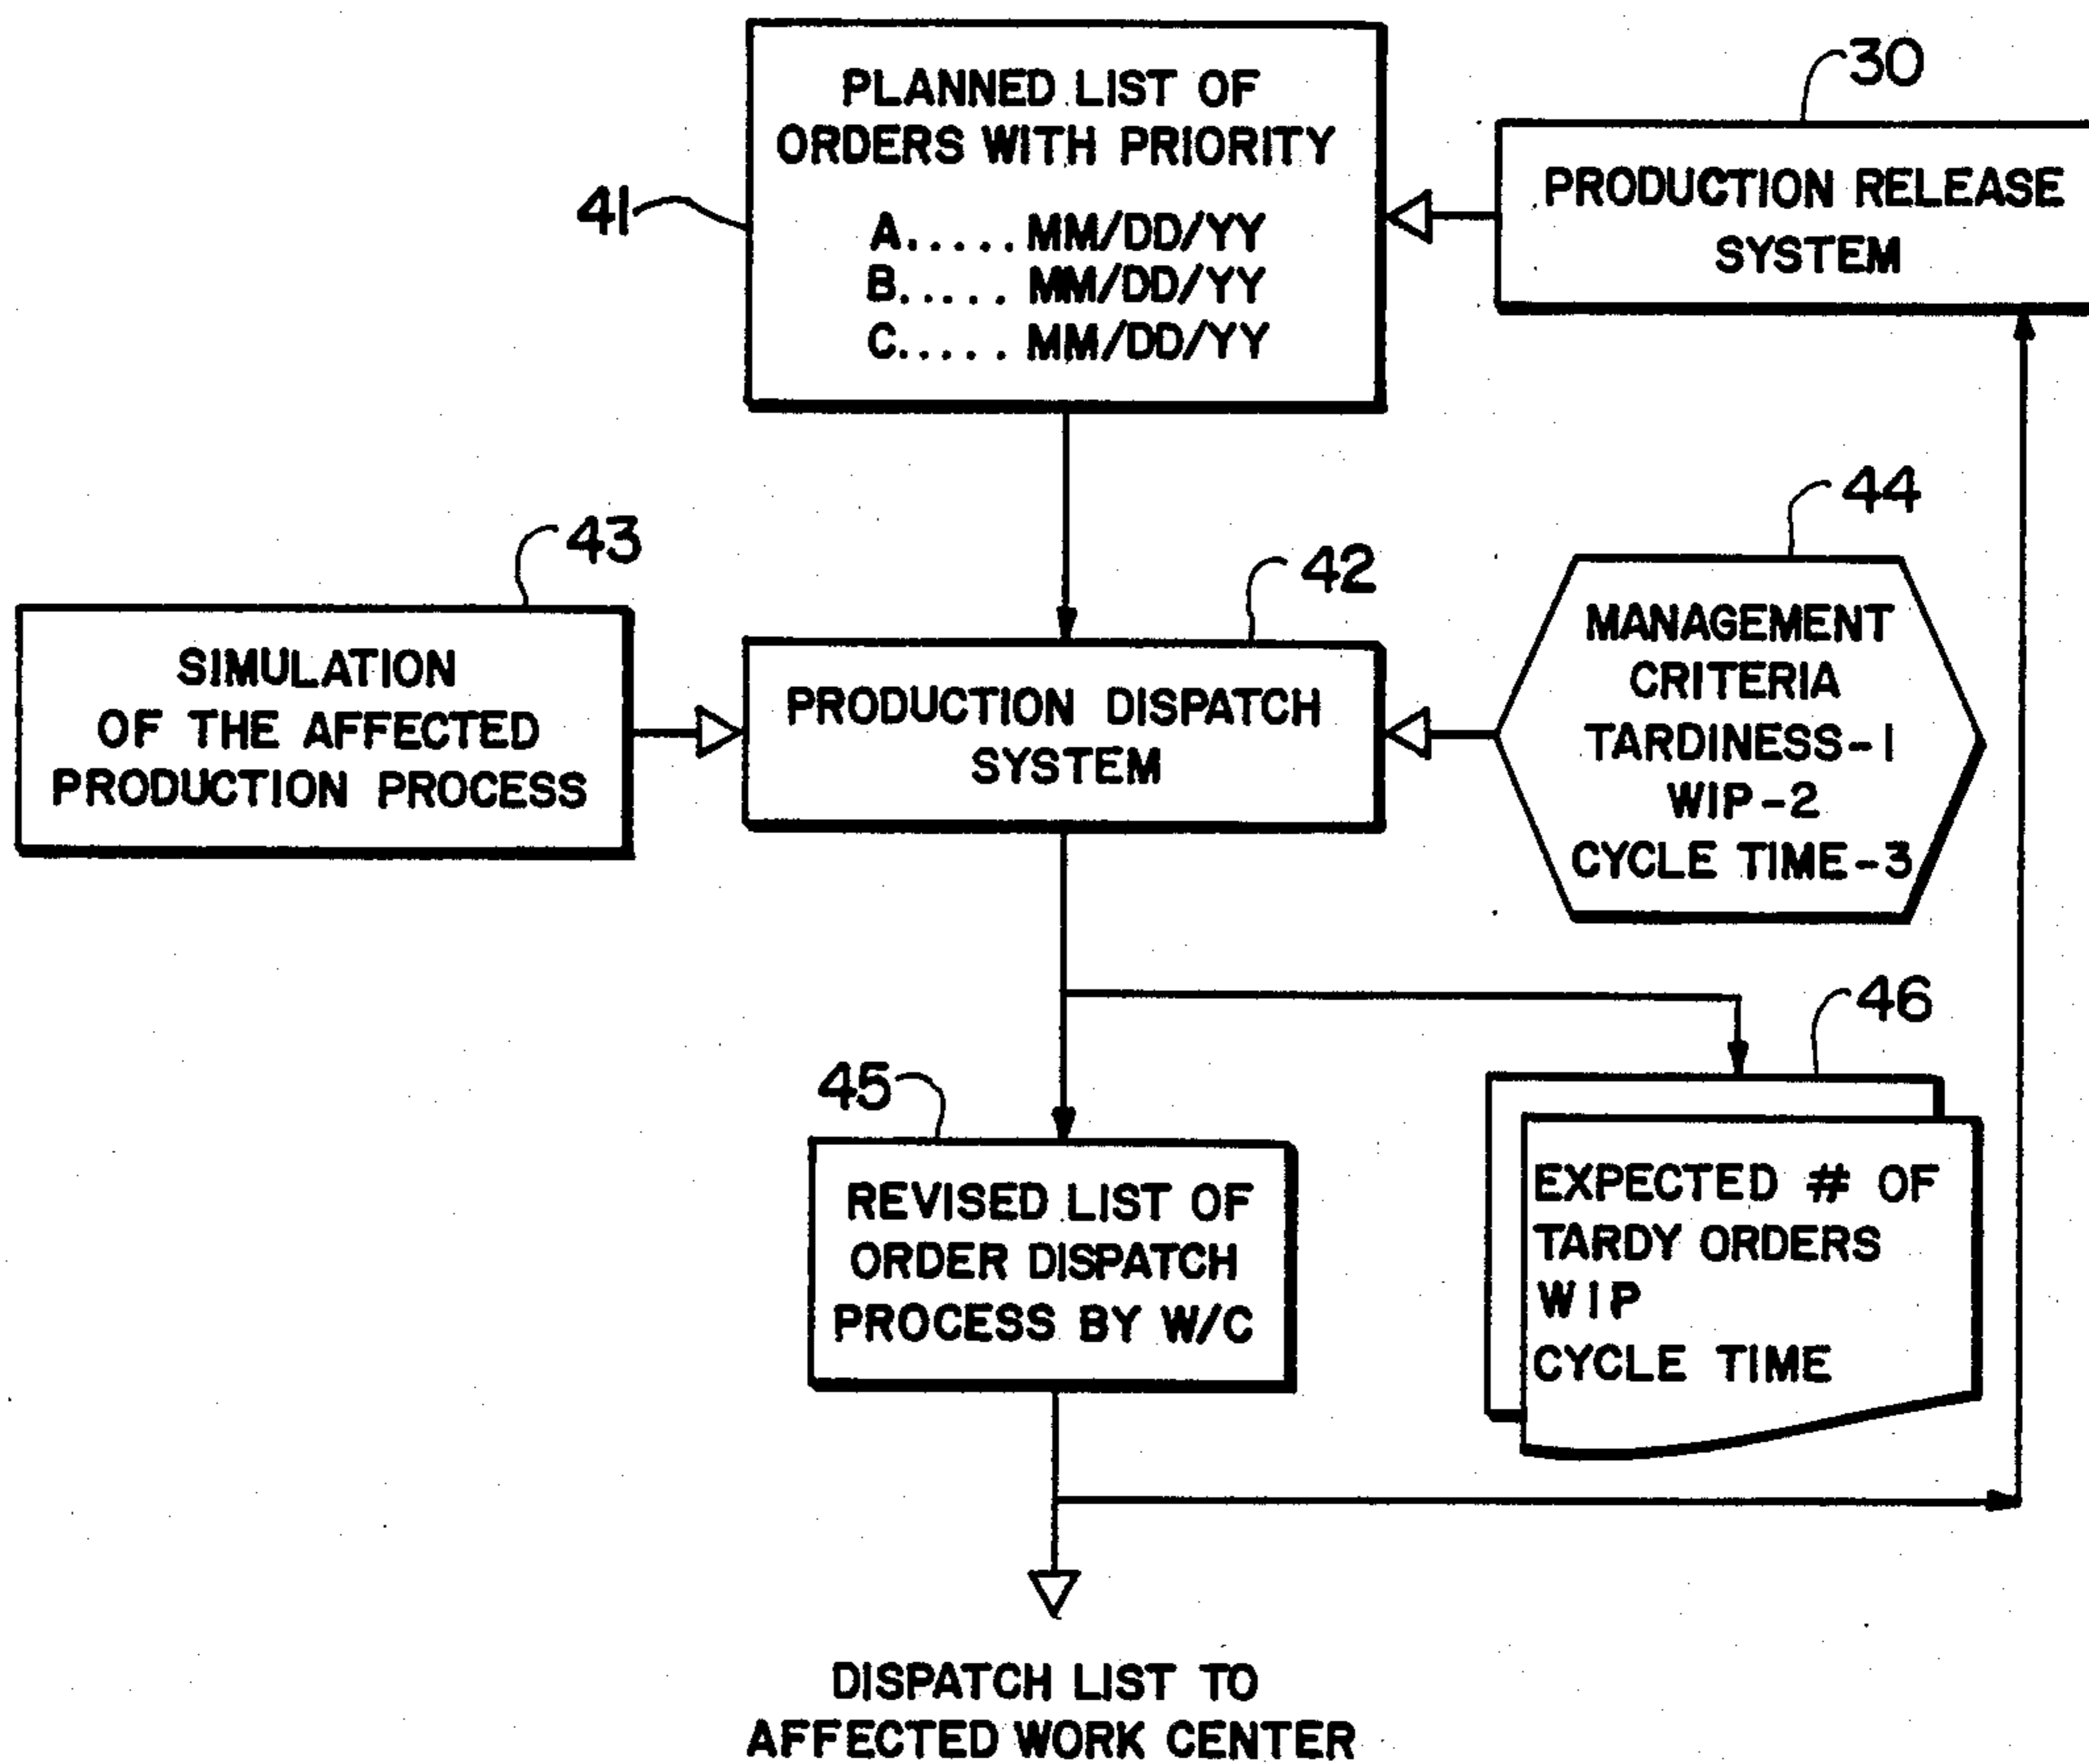 PLANNED LIST OF
ORDERS WITH PRIORITY
A..... MM/DD/YY
B..... MM/DD/YY
C..... MM/DD/YY
41
30
PRODUCTION RELEASE
SYSTEM
43
SIMULATION
OF THE AFFECTED
PRODUCTION PROCESS
42
PRODUCTION DISPATCH
SYSTEM
44
MANAGEMENT
CRITERIA
TARDINESS-1
WIP-2
CYCLE TIME-3
45
REVISED LIST OF
ORDER DISPATCH
PROCESS BY W/C
46
EXPECTED # OF
TARDY ORDERS
WIP
CYCLE TIME
DISPATCH LIST TO
AFFECTED WORK CENTER